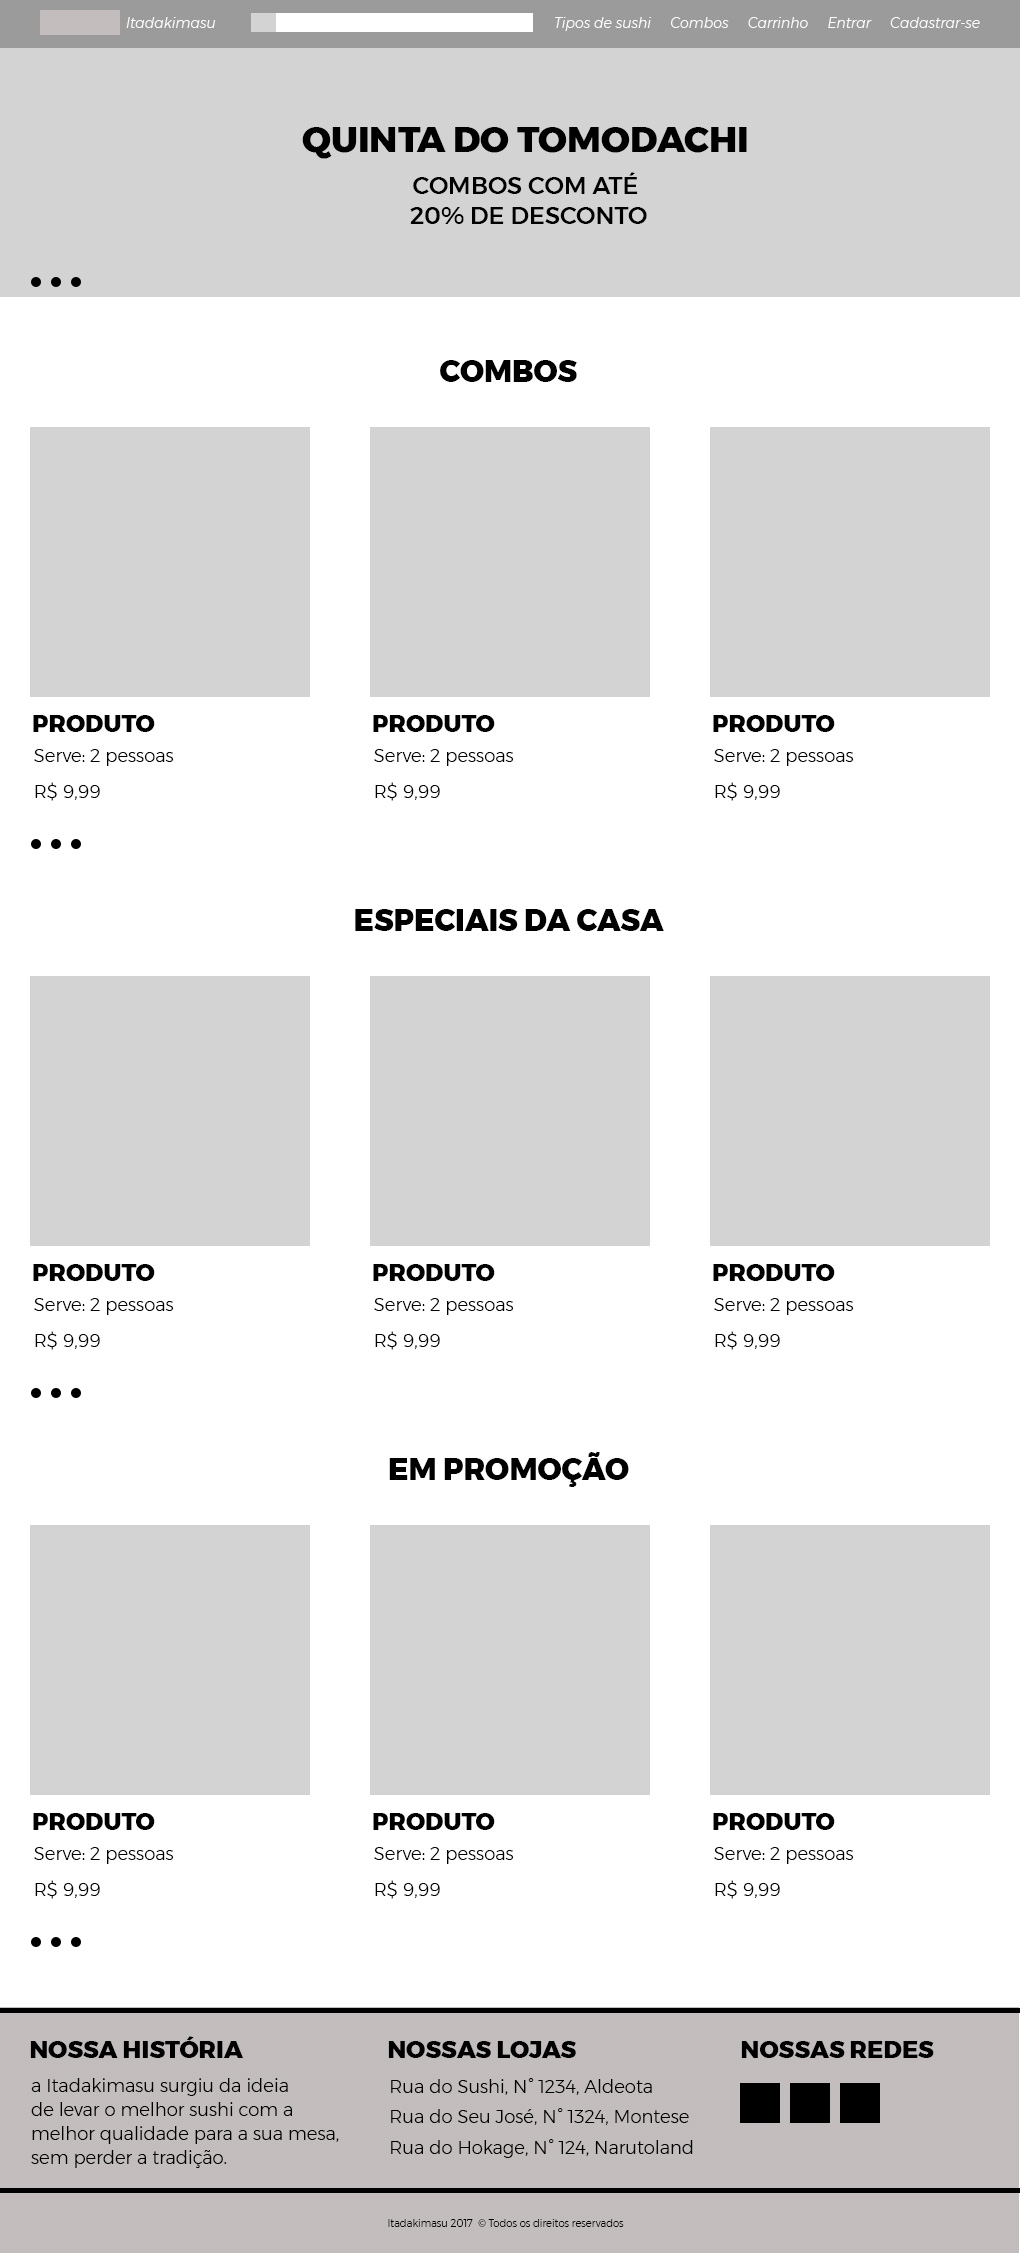 Itadakimasu
Tipos de sushi Combos Carrinho Entrar Cadastrar-se
QUINTA DO TOMODACHI
COMBOS COM ATÉ
20% DE DESCONTO
COMBOS
PRODUTO PRODUTO PRODUTO
Serve: 2 pessoas Serve: 2 pessoas Serve: 2 pessoas
R$ 9,99 R$ 9,99 R$ 9,99
ESPECIAIS DA CASA
PRODUTO PRODUTO PRODUTO
Serve: 2 pessoas Serve: 2 pessoas Serve: 2 pessoas
R$ 9,99 R$ 9,99 R$ 9,99
EM PROMOÇÃO
PRODUTO PRODUTO PRODUTO
Serve: 2 pessoas Serve: 2 pessoas Serve: 2 pessoas
R$ 9,99 R$ 9,99 R$ 9,99
NOSSA HISTÓRIA
a Itadakimasu surgiu da ideia
de levar o melhor sushi com a
melhor qualidade para a sua mesa,
sem perder a tradição.
NOSSAS LOJAS
Rua do Sushi, N° 1234, Aldeota
Rua do Seu José, N° 1324, Montese
Rua do Hokage, N° 124, Narutoland
NOSSAS REDES
Itadakimasu 2017 © Todos os direitos reservados